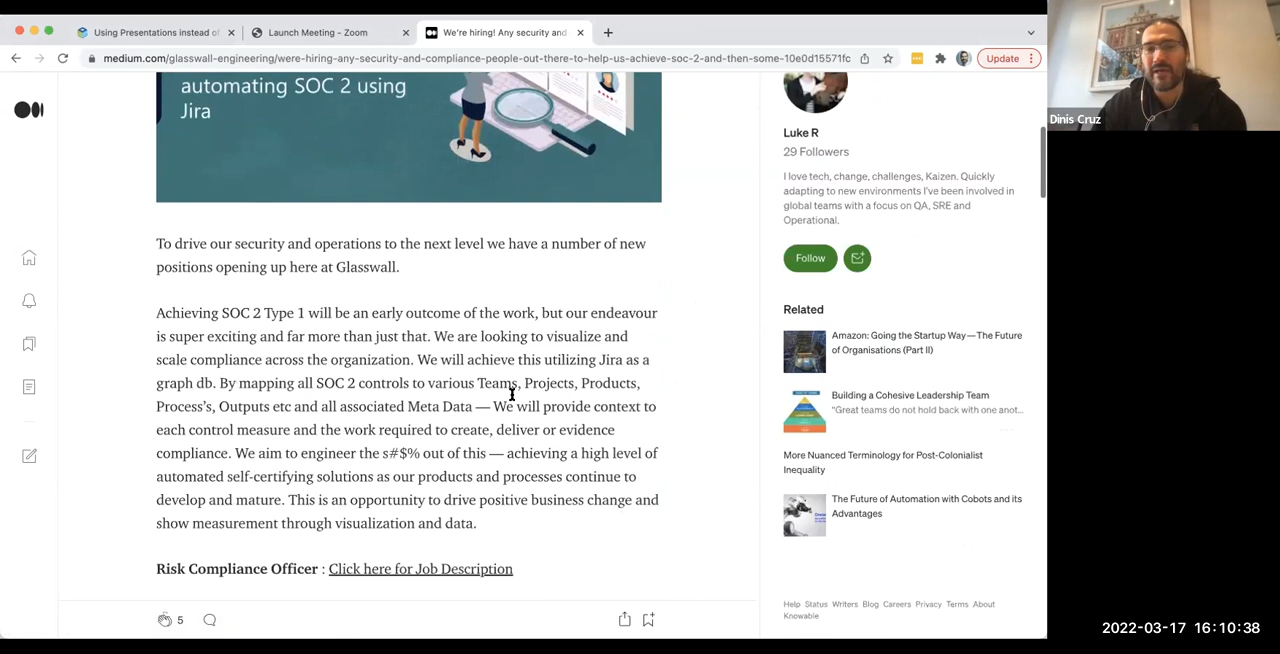 Using Presentations instead of
Launch Meeting - Zoom
We're hiring! Any security and
medium.com/glasswall-engineering/were-hiring-any-security-and-compliance-people-out-there-to-help-us-achieve-soc-2-and-then-some-10e0d15571fc
Update
automating SOC 2 using
Jira
To drive our security and operations to the next level we have a number of new
positions opening up here at Glasswall.
Achieving SOC 2 Type 1 will be an early outcome of the work, but our endeavour
is super exciting and far more than just that. We are looking to visualize and
scale compliance across the organization. We will achieve this utilizing Jira as a
graph db. By mapping all SOC 2 controls to various Teams, Projects, Products,
Process's, Outputs etc and all associated Meta Data — We will provide context to
each control measure and the work required to create, deliver or evidence
compliance. We aim to engineer the s#$% out of this — achieving a high level of
automated self-certifying solutions as our products and processes continue to
develop and mature. This is an opportunity to drive positive business change and
show measurement through visualization and data.
Risk Compliance Officer : Click here for Job Description
5
Luke R
29 Followers
I love tech, change, challenges, Kaizen. Quickly
adapting to new environments I've been involved in
global teams with a focus on QA, SRE and
Operational.
Follow
Related
Amazon: Going the Startup Way — The Future
of Organisations (Part II)
Building a Cohesive Leadership Team
"Great teams do not hold back with one anot...
More Nuanced Terminology for Post-Colonialist
Inequality
The Future of Automation with Cobots and its
Advantages
Help Status Writers Blog Careers Privacy Terms About
Knowable
Dinis Cruz
2022-03-17 16:10:38